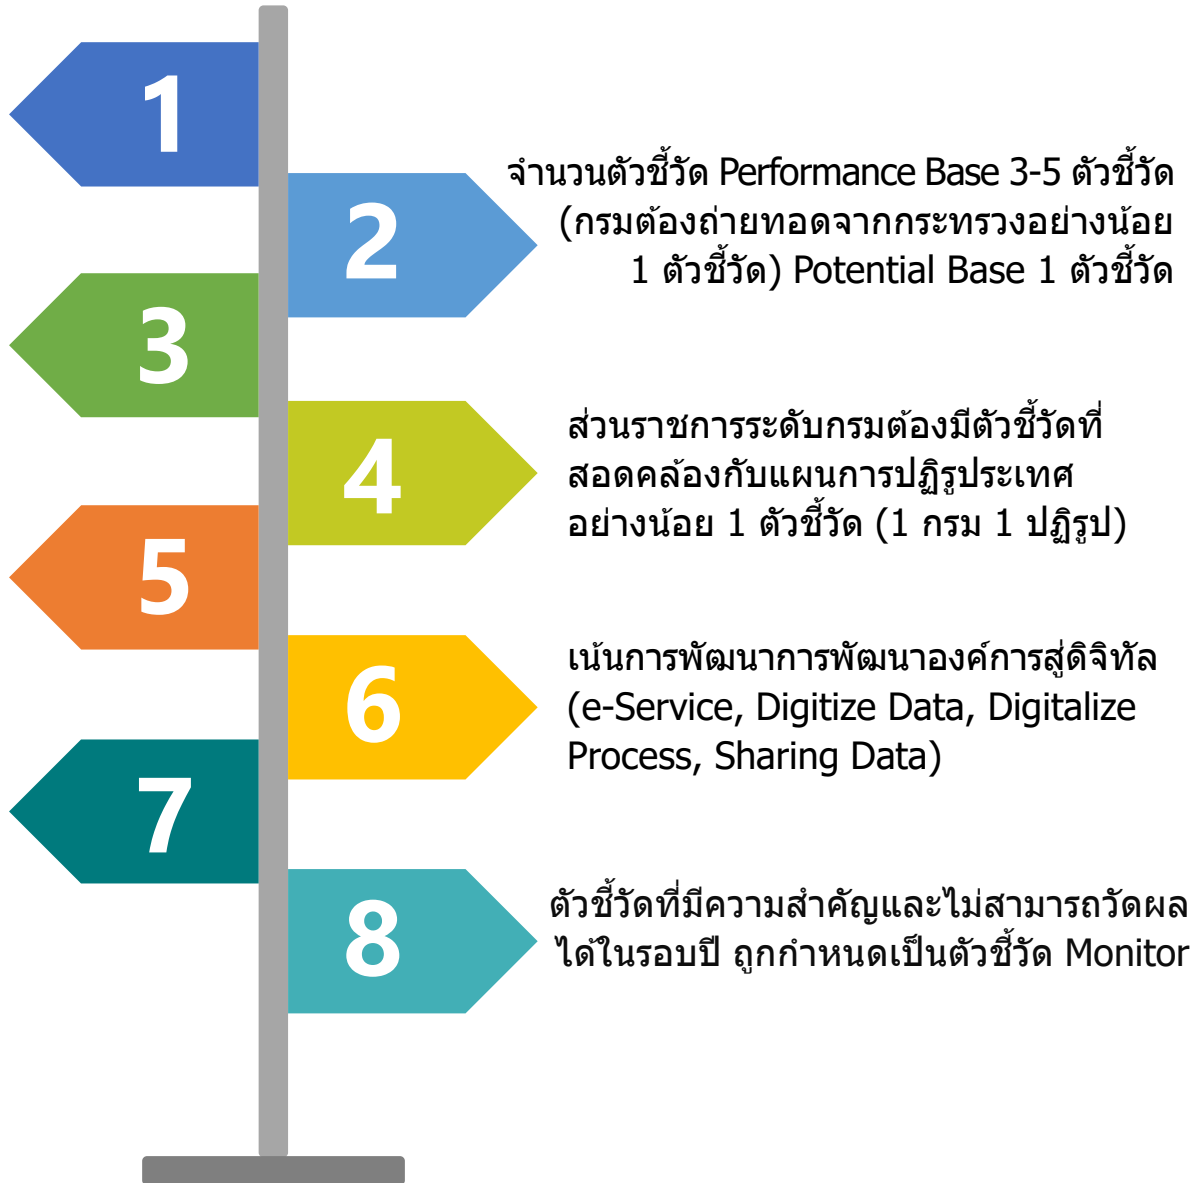 1
2
จำนวนตัวชี้วัด Performance Base 3-5 ตัวชี้วัด
(กรมต้องถ่ายทอดจากกระทรวงอย่างน้อย
1 ตัวชี้วัด) Potential Base 1 ตัวชี้วัด
3
4
ส่วนราชการระดับกรมต้องมีตัวชี้วัดที่
สอดคล้องกับแผนการปฏิรูประเทศ
อย่างน้อย 1 ตัวชี้วัด (1 กรม 1 ปฏิรูป)
5
6
เน้นการพัฒนาการพัฒนาองค์การสู่ดิจิทัล
(e-Service, Digitize Data, Digitalize
Process, Sharing Data)
7
8
ตัวชี้วัดที่มีความสำคัญและไม่สามารถวัดผล
ได้ในรอบปี ถูกกำหนดเป็นตัวชี้วัด Monitor